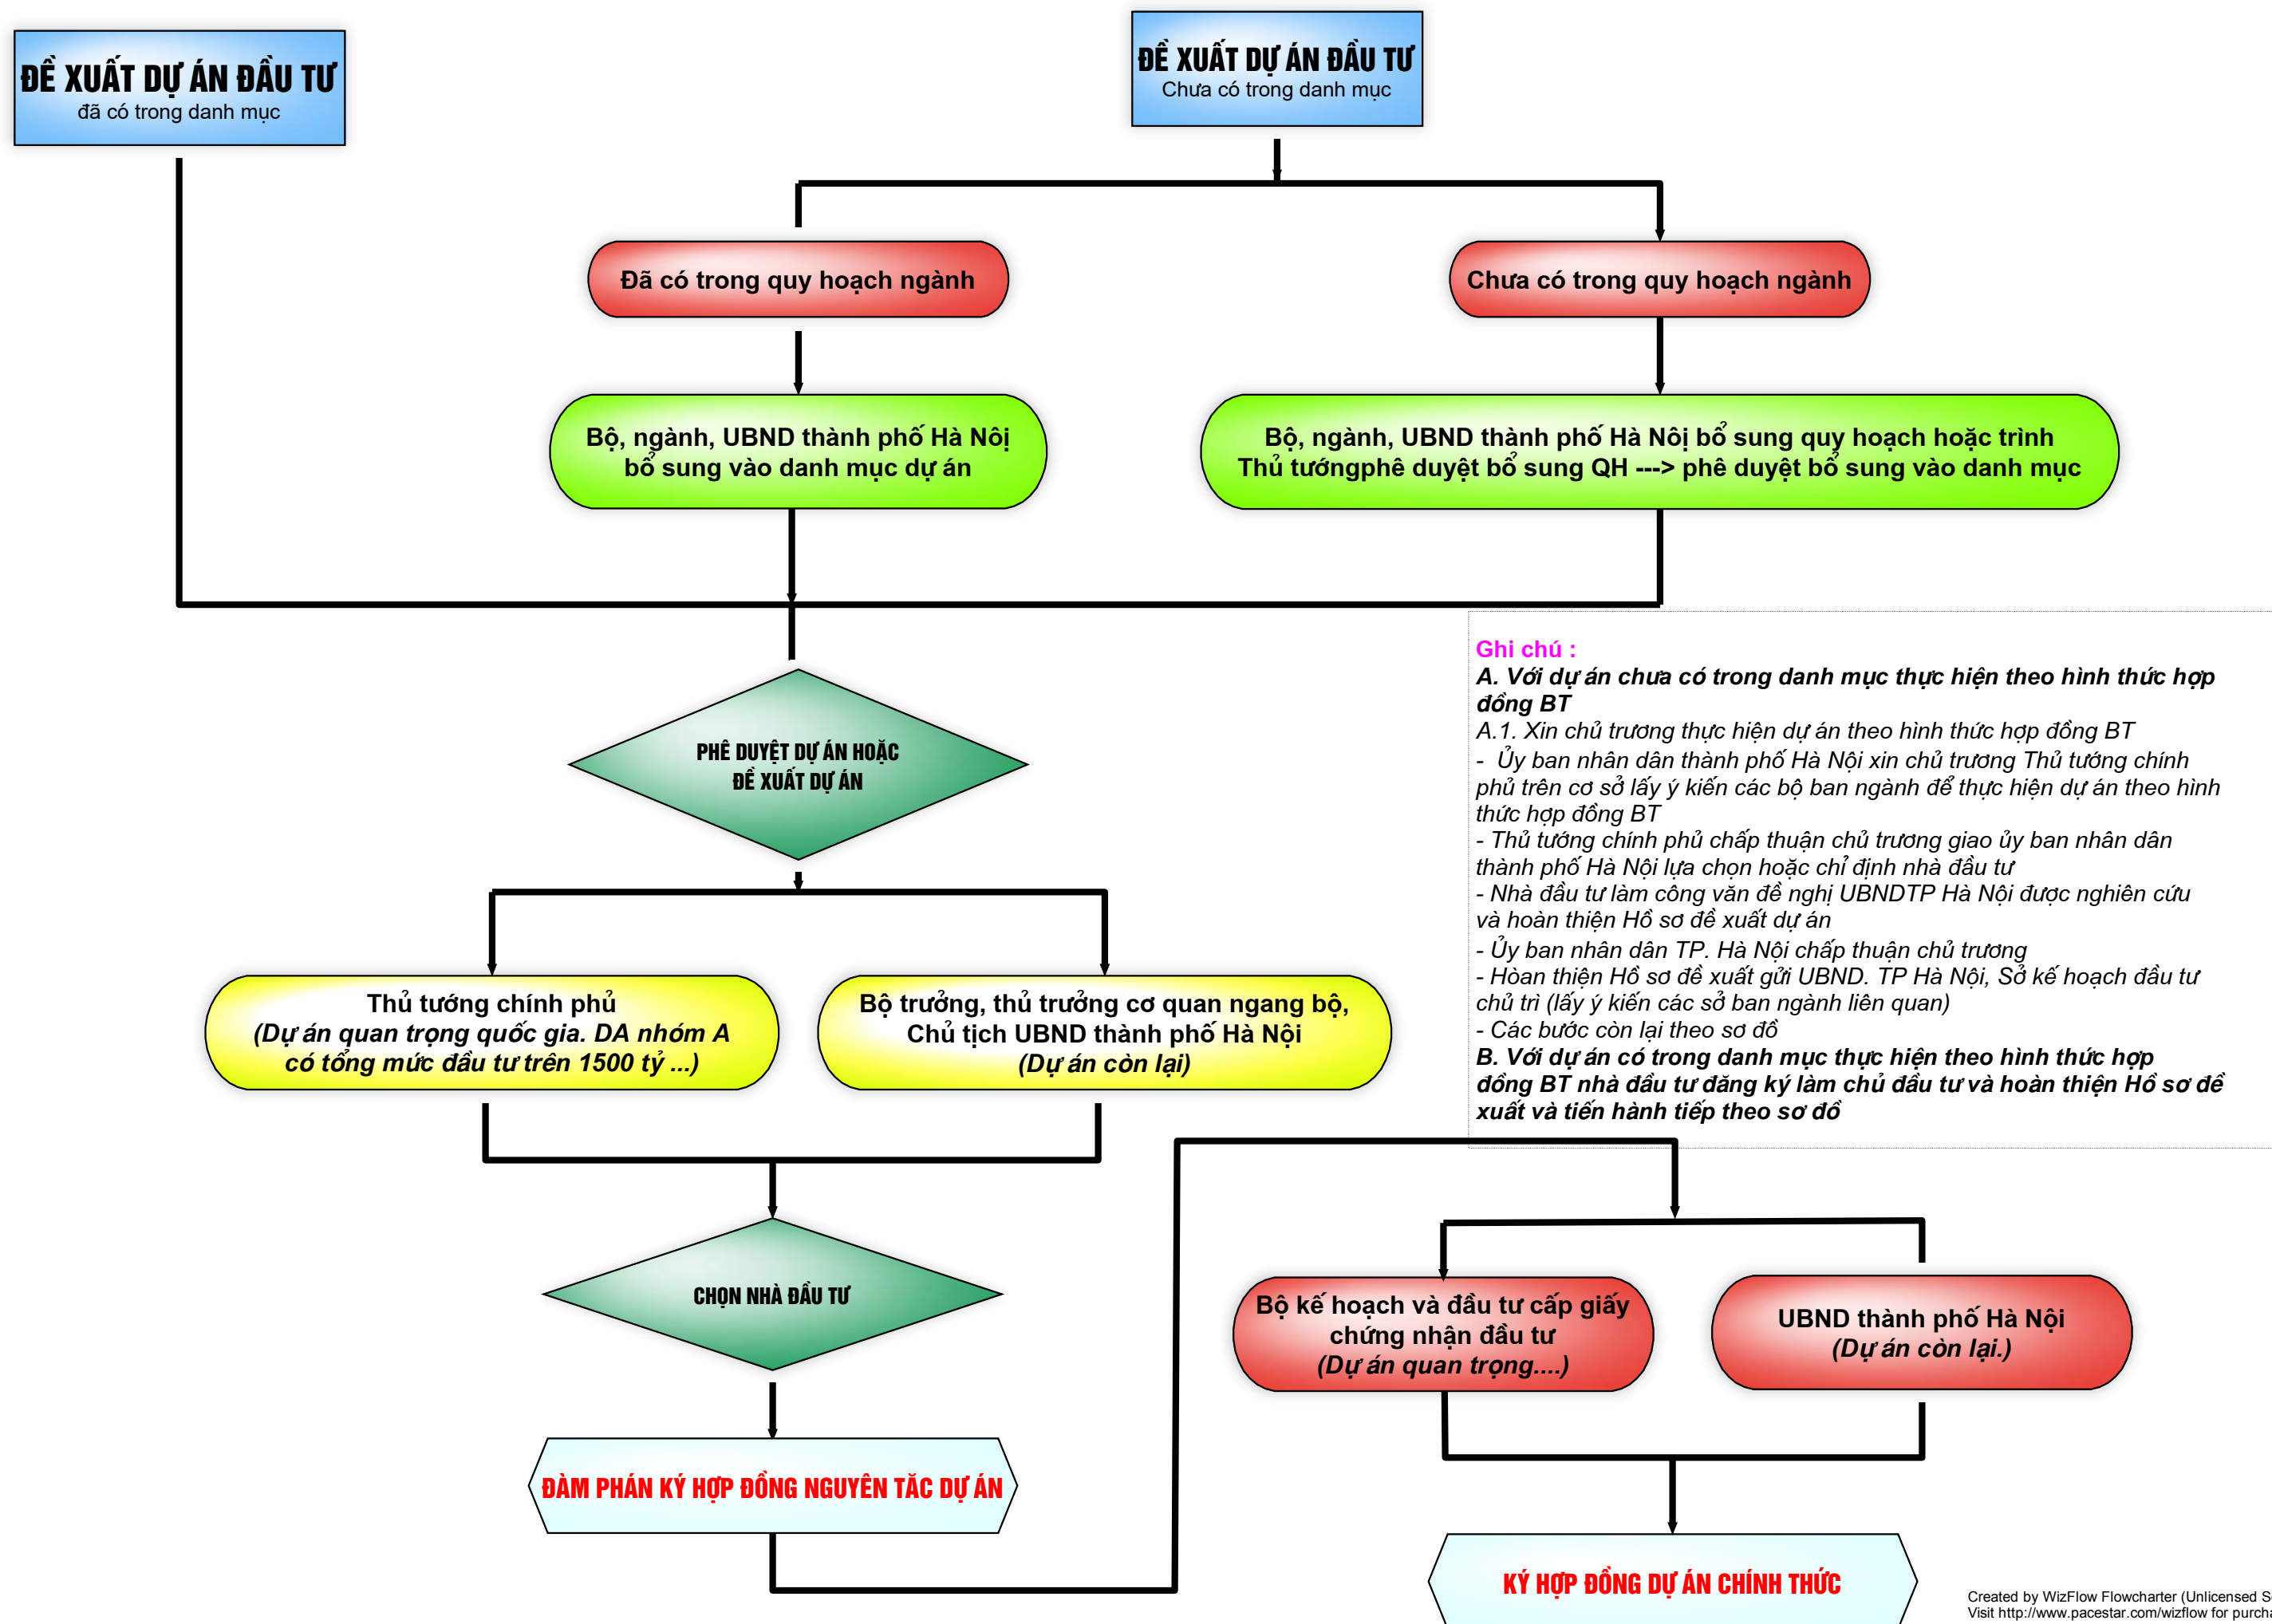 ĐỀ XUẤT DỰ ÁN ĐẦU TƯ
đã có trong danh mục
ĐỀ XUẤT DỰ ÁN ĐẦU TƯ
Chưa có trong danh mục
Đã có trong quy hoạch ngành
Chưa có trong quy hoạch ngành
Bộ, ngành, UBND thành phố Hà Nôị
bổ sung vào danh mục dự án
Bộ, ngành, UBND thành phố Hà Nôị bổ sung quy hoạch hoặc trình
Thủ tướngphê duyệt bổ sung QH ---> phê duyệt bổ sung vào danh mục
Ghi chú :
A. Với dự án chưa có trong danh mục thực hiện theo hình thức hợp
đồng BT
A.1. Xin chủ trương thực hiện dự án theo hình thức hợp đồng BT
- Ủy ban nhân dân thành phố Hà Nội xin chủ trương Thủ tướng chính
phủ trên cơ sở lấy ý kiến các bộ ban ngành để thực hiện dự án theo hình
thức hợp đồng BT
- Thủ tướng chính phủ chấp thuận chủ trương giao ủy ban nhân dân
thành phố Hà Nội lựa chọn hoặc chỉ định nhà đầu tư
- Nhà đầu tư làm công văn đề nghị UBNDTP Hà Nội được nghiên cứu
và hoàn thiện Hồ sơ đề xuất dự án
- Ủy ban nhân dân TP. Hà Nội chấp thuận chủ trương
- Hòan thiện Hồ sơ đề xuất gửi UBND. TP Hà Nội, Sở kế hoạch đầu tư
chủ trì (lấy ý kiến các sở ban ngành liên quan)
- Các bước còn lại theo sơ đồ
B. Với dự án có trong danh mục thực hiện theo hình thức hợp
đồng BT nhà đầu tư đăng ký làm chủ đầu tư và hoàn thiện Hồ sơ đề
xuất và tiến hành tiếp theo sơ đồ
PHÊ DUYỆT DỰ ÁN HOẶC
ĐỀ XUẤT DỰ ÁN
Thủ tướng chính phủ
(Dự án quan trọng quốc gia. DA nhóm A
có tổng mức đầu tư trên 1500 tỷ ...)
Bộ trưởng, thủ trưởng cơ quan ngang bộ,
Chủ tịch UBND thành phố Hà Nội
(Dự án còn lại)
CHỌN NHÀ ĐẦU TƯ
Bộ kế hoạch và đầu tư cấp giấy
chứng nhận đầu tư
(Dự án quan trọng....)
UBND thành phố Hà Nội
(Dự án còn lại.)
ĐÀM PHÁN KÝ HỢP ĐỒNG NGUYÊN TĂC DỰ ÁN
KÝ HỢP ĐỒNG DỰ ÁN CHÍNH THỨC
Created by WizFlow Flowcharter (Unlicensed
Visit http://www.pacestar.com/wizflow for